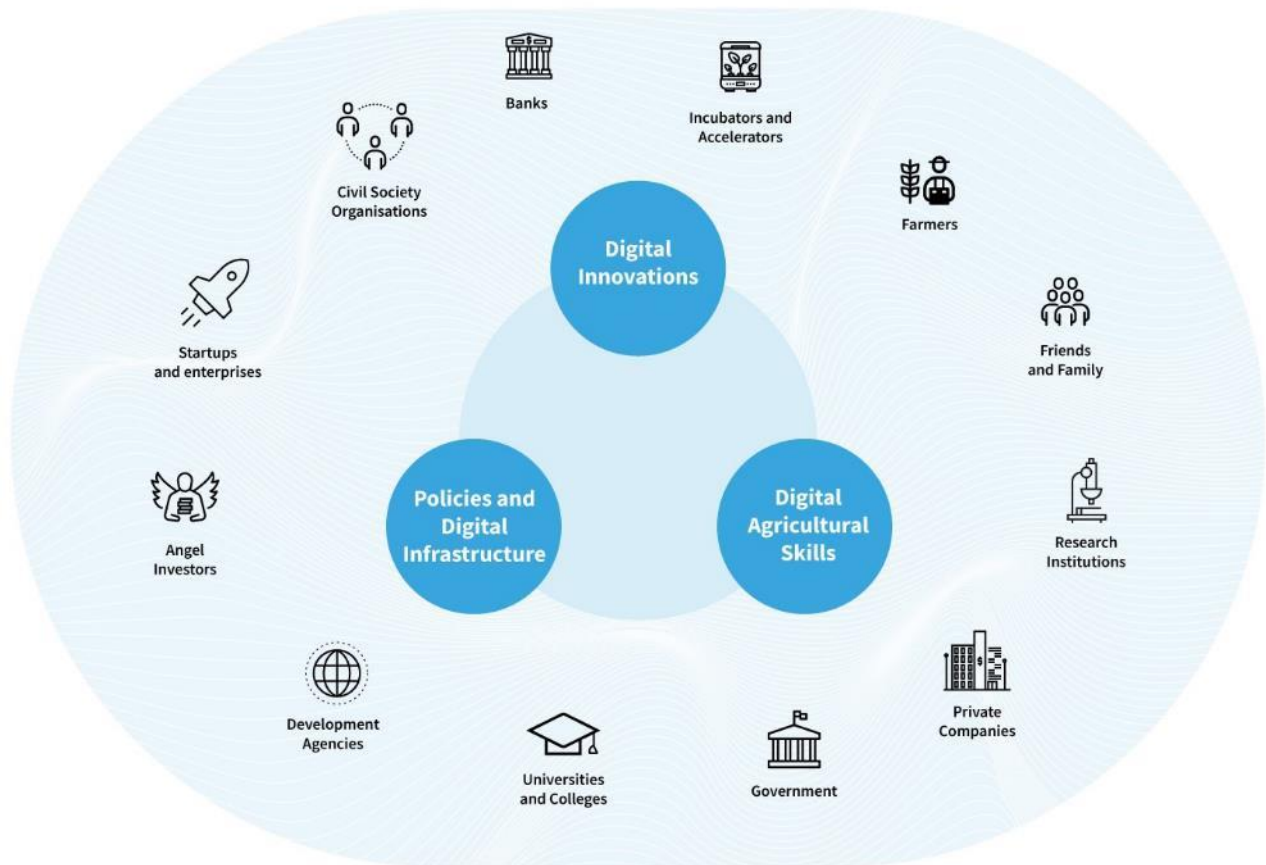 Banks
Incubators and
Accelerators
Civil Society
Organisations
Farmers
Digital
Innovations
Startups
and enterprises
Friends
and Family
Policies and
Digital
Infrastructure
Digital
Agricultural
Skills
Angel
Investors
Research
Institutions
Development
Agencies
Universities
and Colleges
Government
Private
Companies